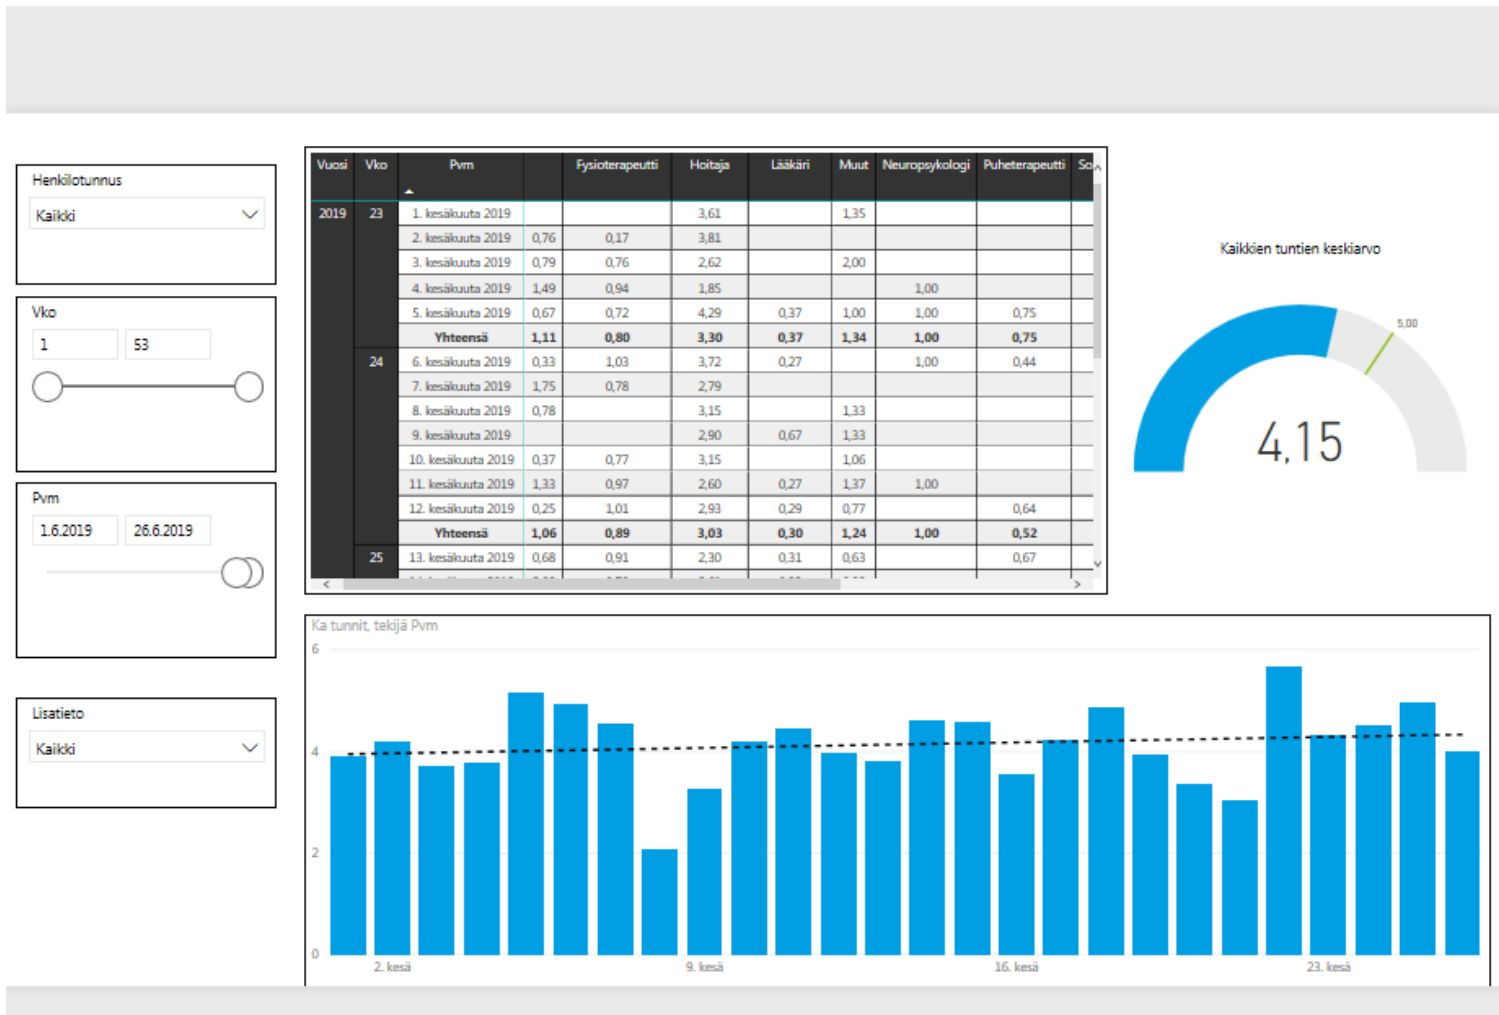 Henkilotunnus
Kaikki
Vko
1 53
Pvm
1.6.2019 26.6.2019
Lisatieto
Kaikki
Vuosi Vko Pvm Fysioterapeutti Hoitaja Lääkäri Muut Neuropsykologi Puheterapeutti So
2019 23 1. kesäkuuta 2019 3,61 1,35
2. kesäkuuta 2019 0,76 0,17 3,81
3. kesäkuuta 2019 0,79 0,76 2,62 2,00
4. kesäkuuta 2019 1,49 0,94 1,85 1,00
5. kesäkuuta 2019 0,67 0,72 4,29 0,37 1,00 1,00 0,75
Yhteensä 1,11 0,80 3,30 0,37 1,34 1,00 0,75
24 6. kesäkuuta 2019 0,33 1,03 3,72 0,27 1,00 0,44
7. kesäkuuta 2019 1,75 0,78 2,79
8. kesäkuuta 2019 0,78 3,15 1,33
9. kesäkuuta 2019 2,90 0,67 1,33
10. kesäkuuta 2019 0,37 0,77 3,15 1,06
11. kesäkuuta 2019 1,33 0,97 2,60 0,27 1,37 1,00
12. kesäkuuta 2019 0,25 1,01 2,93 0,29 0,77 0,64
Yhteensä 1,06 0,89 3,03 0,30 1,24 1,00 0,52
25 13. kesäkuuta 2019 0,68 0,91 2,30 0,31 0,63 0,67
Kaikkien tuntien keskiarvo
5,00
4,15
Ka tunnit, tekijä Pvm
6
4
2
0
2. kesä 9. kesä 16. kesä 23. kesä